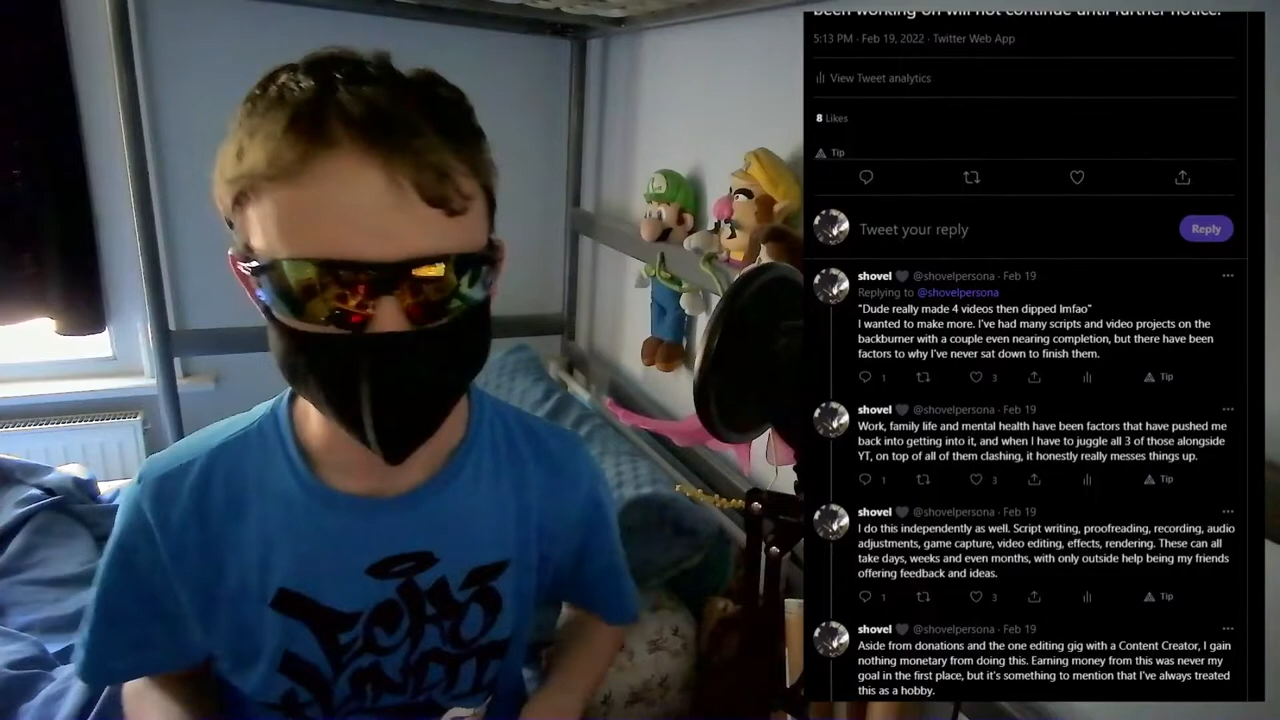 been working on will not continue until further notice.
5:13 PM · Feb 19, 2022 · Twitter Web App
View Tweet analytics
8 Likes
Tip
Tweet your reply
Reply
shovel 🖤 @shovelpersona · Feb 19
Replying to @shovelpersona
"Dude really made 4 videos then dipped lmfao"
I wanted to make more. I've had many scripts and video projects on the
backburner with a couple even nearing completion, but there have been
factors to why I've never sat down to finish them.
1 3 Tip
shovel 🖤 @shovelpersona · Feb 19
Work, family life and mental health have been factors that have pushed me
back into getting into it, and when I have to juggle all 3 of those alongside
YT, on top of all of them clashing, it honestly really messes things up.
1 3 Tip
shovel 🖤 @shovelpersona · Feb 19
I do this independently as well. Script writing, proofreading, recording, audio
adjustments, game capture, video editing, effects, rendering. These can all
take days, weeks and even months, with only outside help being my friends
offering feedback and ideas.
1 3 Tip
shovel 🖤 @shovelpersona · Feb 19
Aside from donations and the one editing gig with a Content Creator, I gain
nothing monetary from doing this. Earning money from this was never my
goal in the first place, but it's something to mention that I've always treated
this as a hobby.